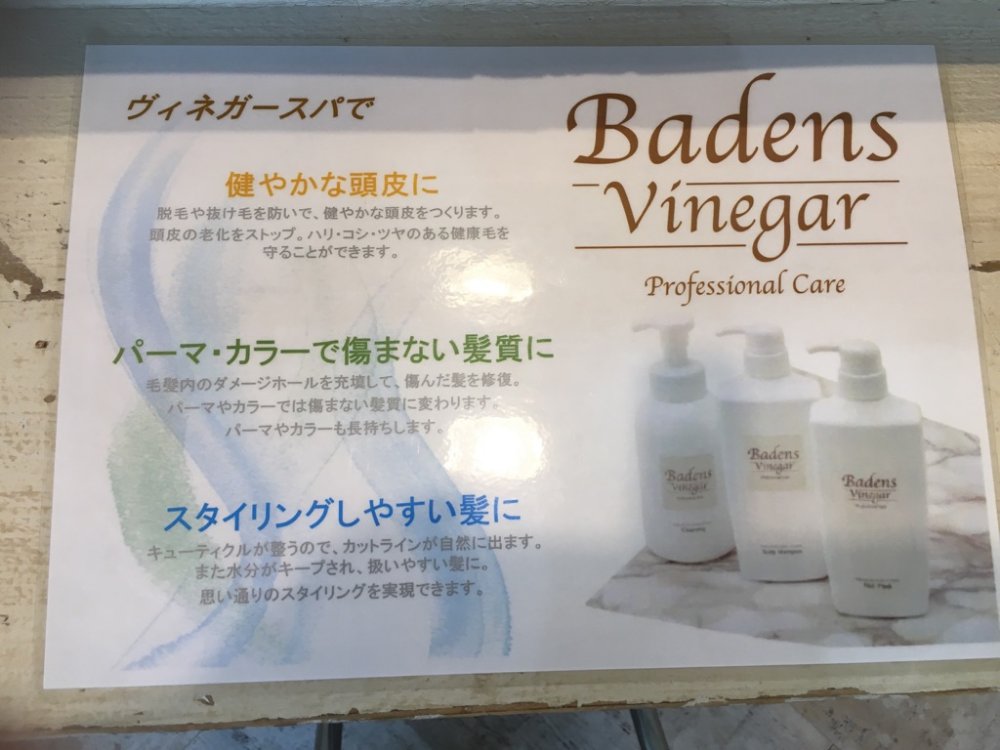 ヴィネガースパで
健やかな頭皮に
脱毛や抜け毛を防いで、健やかな頭皮をつくります。
頭皮の老化をストップ。ハリ・コシ・ツヤのある健康毛を
守ることができます。
パーマ・カラーで傷まない髪質に
毛髪内のダメージホールを充填して、傷んだ髪を修復。
パーマやカラーでは傷まない髪質に変わります。
パーマやカラーも長持ちします。
スタイリングしやすい髪に
キューティクルが整うので、カットラインが自然に出ます。
また水分がキープされ、扱いやすい髪に。
思い通りのスタイリングを実現できます。
Badens
Vinegar
Professional Care
Badens
Vinegar
Cleansing
Badens
Vinegar
Scalp shampoo
Badens
Vinegar
Hair Pack